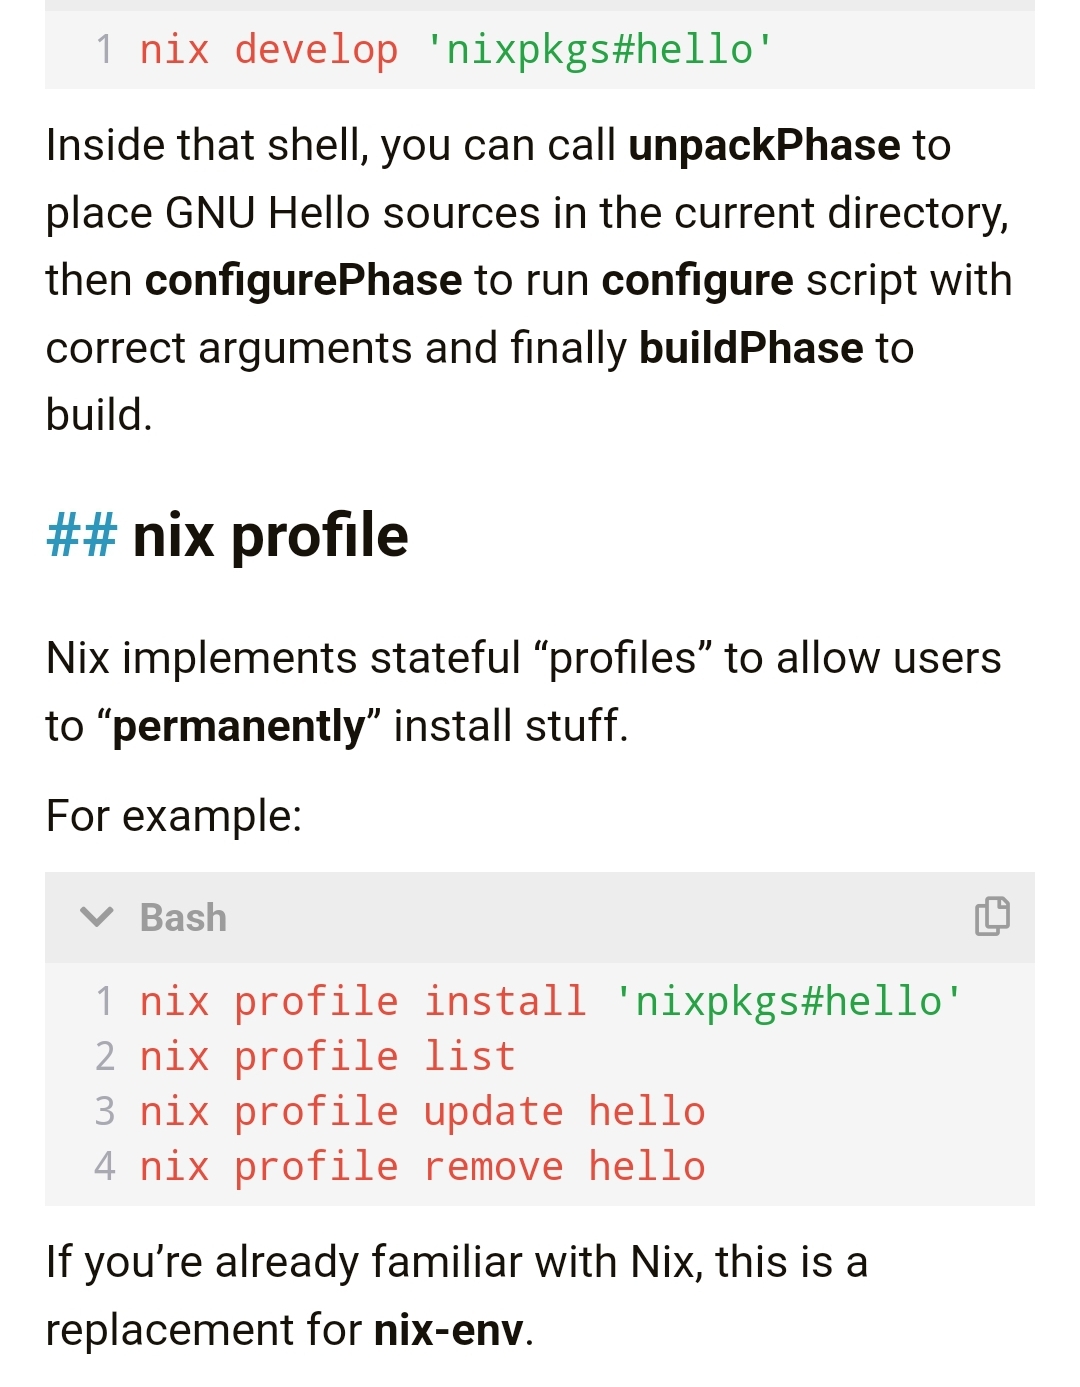 1 nix develop 'nixpkgs#hello'
Inside that shell, you can call unpackPhase to
place GNU Hello sources in the current directory,
then configurePhase to run configure script with
correct arguments and finally buildPhase to
build.
## nix profile
Nix implements stateful “profiles” to allow users
to “permanently” install stuff.
For example:
Bash
1 nix profile install 'nixpkgs#hello'
2 nix profile list
3 nix profile update hello
4 nix profile remove hello
If you’re already familiar with Nix, this is a
replacement for nix-env.